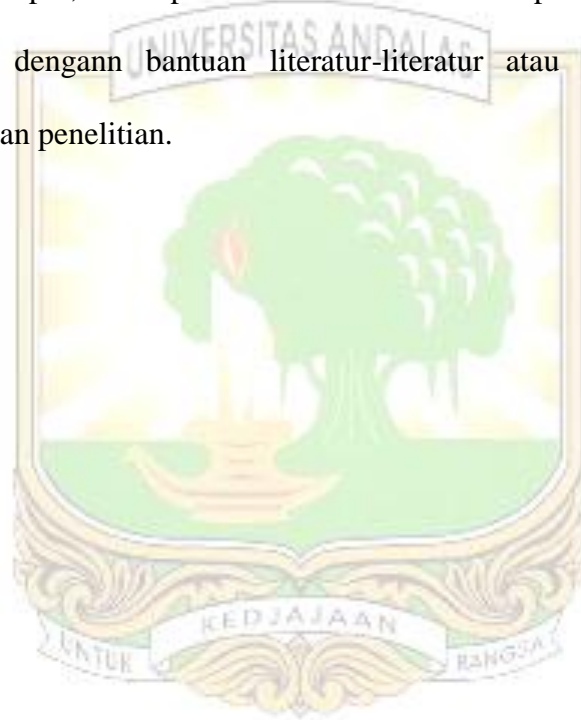 UNIVERSITAS ANDALAS
dengann bantuan literatur-literatur atau
an penelitian.
KEDJAJAAN
UNTUK BANGSA